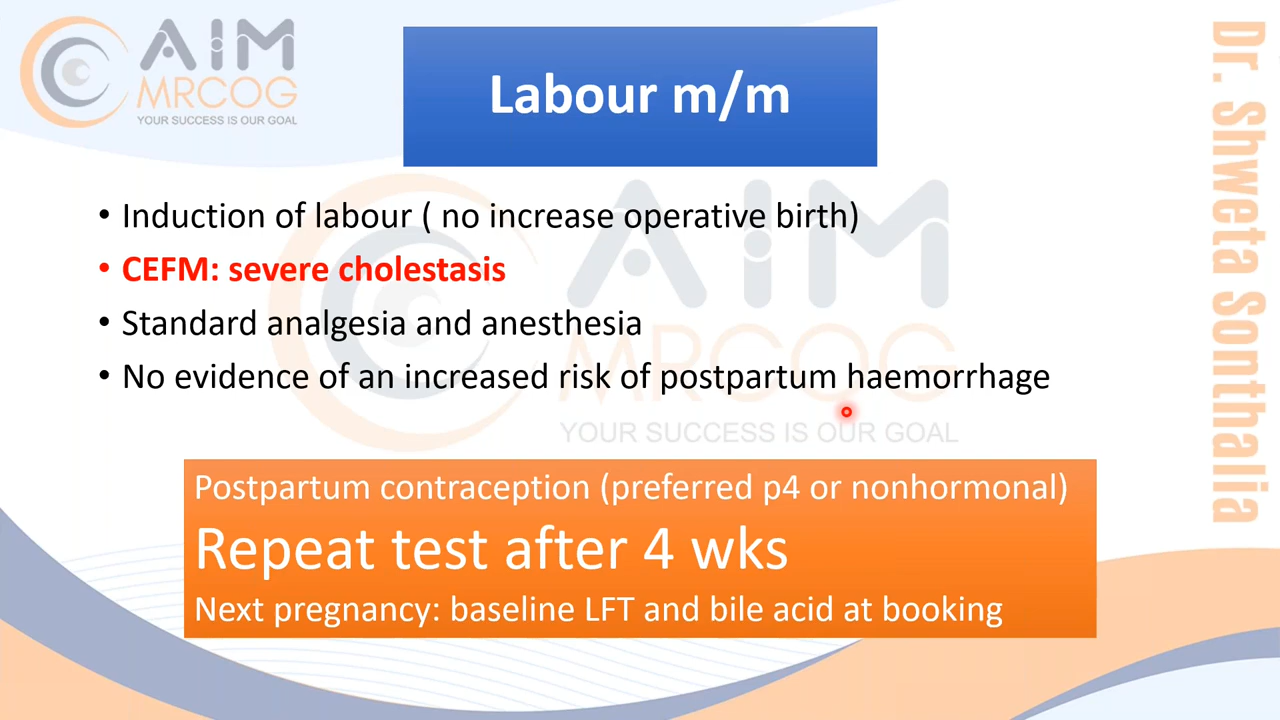 AIM
MRCOG
YOUR SUCCESS IS OUR GOAL
Labour m/m
• Induction of labour ( no increase operative birth)
• CEFM: severe cholestasis
• Standard analgesia and anesthesia
• No evidence of an increased risk of postpartum haemorrhage
AIM
MRCOG
YOUR SUCCESS IS OUR GOAL
Postpartum contraception (preferred p4 or nonhormonal)
Repeat test after 4 wks
Next pregnancy: baseline LFT and bile acid at booking
Dr. Shweta Sonthalia